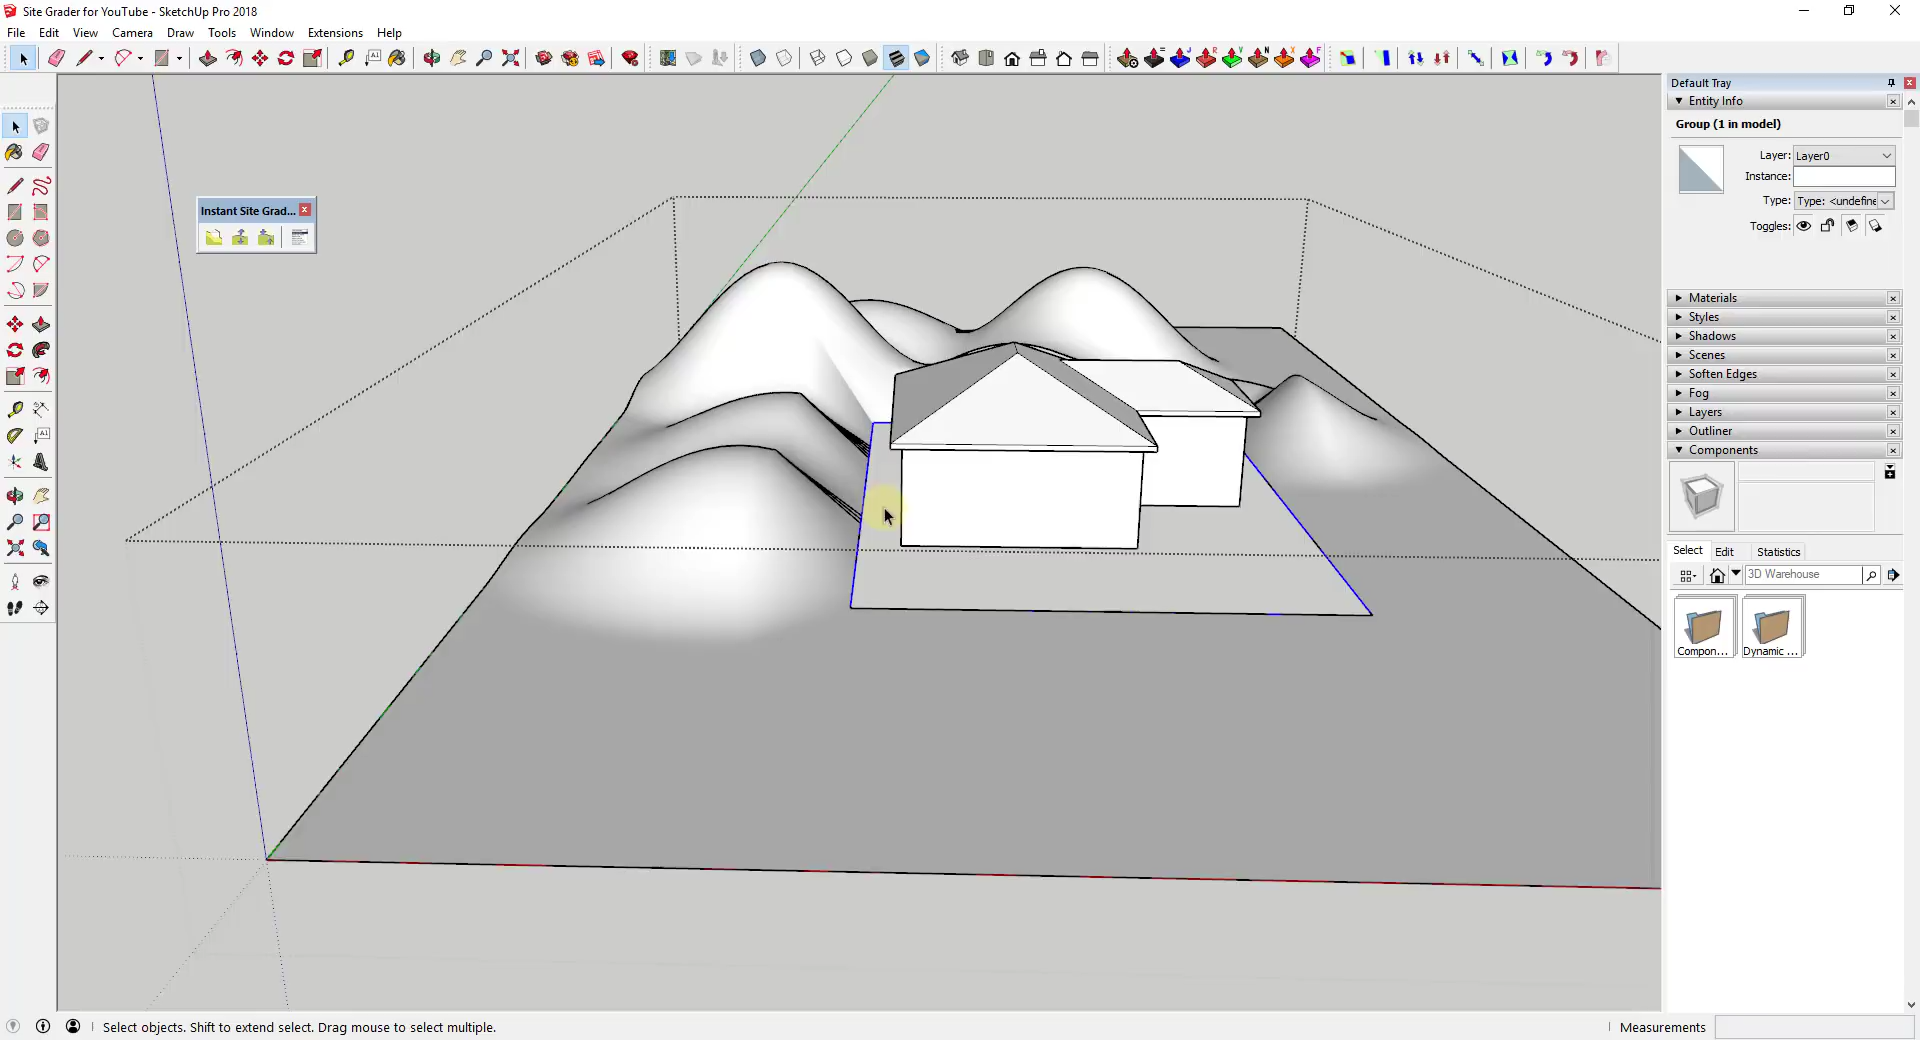 Site Grader for YouTube - SketchUp Pro 2018
File Edit View Camera Draw Tools Window Extensions Help
Default Tray
Entity Info
Group (1 in model)
Layer: Layer0
Instance:
Type: Type: <undefine
Toggles:
Instant Site Grad...
Materials
Styles
Shadows
Scenes
Soften Edges
Fog
Layers
Outliner
Components
Select Edit Statistics
3D Warehouse
Compon... Dynamic ...
Select objects. Shift to extend select. Drag mouse to select multiple.
Measurements